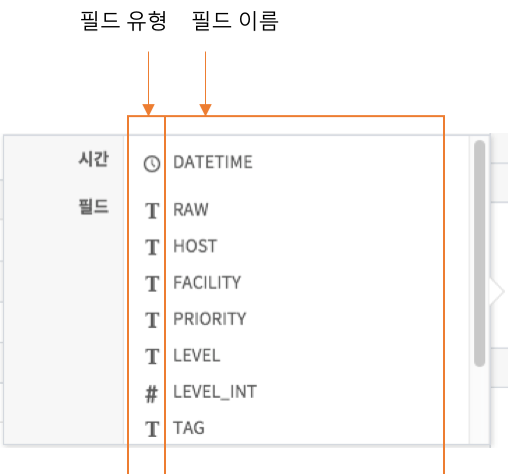 필드 유형 필드 이름
시간 DATETIME
필드 T RAW
T HOST
T FACILITY
T PRIORITY
T LEVEL
# LEVEL_INT
T TAG